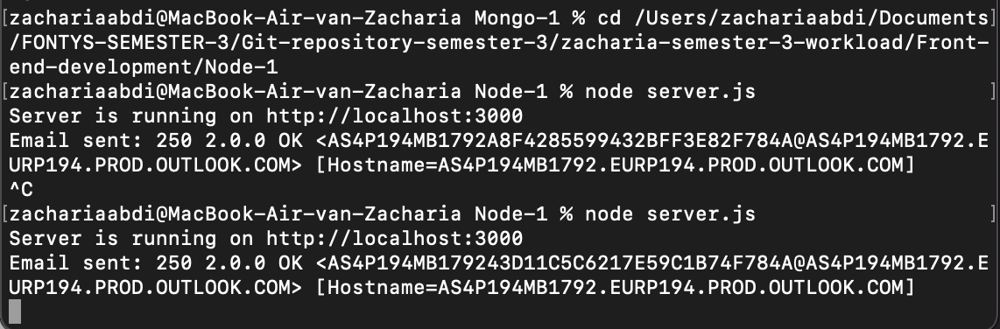 [zachariaabdi@MacBook-Air-van-Zacharia Mongo-1 % cd /Users/zachariaabdi/Documents]
/FONTYS-SEMESTER-3/Git-repository-semester-3/zacharia-semester-3-workload/Front-
end-development/Node-1
[zachariaabdi@MacBook-Air-van-Zacharia Node-1 % node server.js ]
Server is running on http://localhost:3000
Email sent: 250 2.0.0 OK <AS4P194MB1792A8F4285599432BFF3E82F784A@AS4P194MB1792.E
URP194.PROD.OUTLOOK.COM> [Hostname=AS4P194MB1792.EURP194.PROD.OUTLOOK.COM]
^C
[zachariaabdi@MacBook-Air-van-Zacharia Node-1 % node server.js ]
Server is running on http://localhost:3000
Email sent: 250 2.0.0 OK <AS4P194MB179243D11C5C6217E59C1B74F784A@AS4P194MB1792.E
URP194.PROD.OUTLOOK.COM> [Hostname=AS4P194MB1792.EURP194.PROD.OUTLOOK.COM]